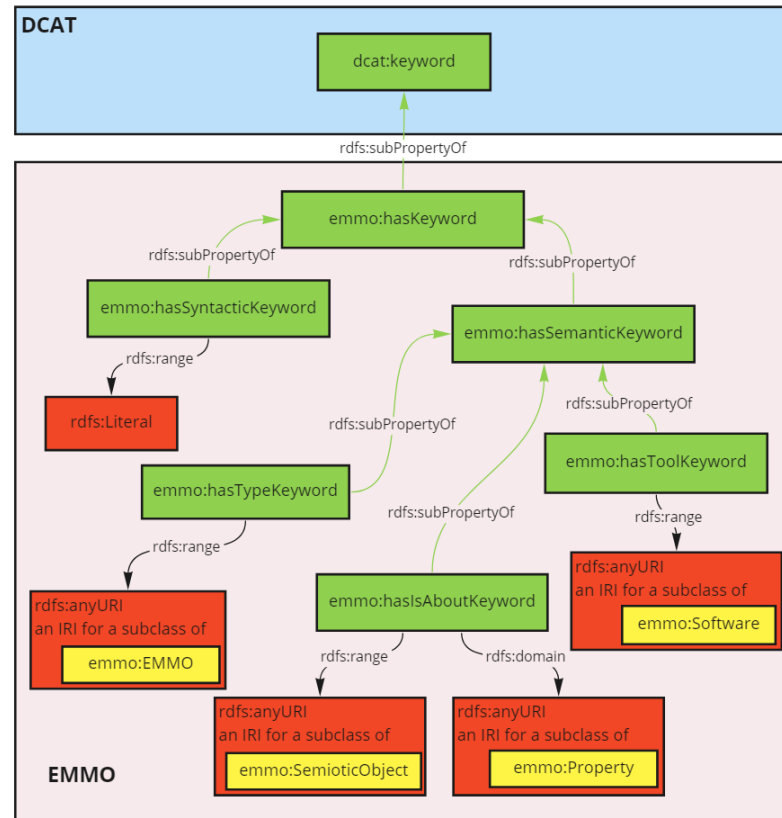 DCAT
dcat:keyword
rdfs:subPropertyOf
emmo:hasKeyword
rdfs:subPropertyOf
rdfs:subPropertyOf
emmo:hasSyntacticKeyword
emmo:hasSemanticKeyword
rdfs:range
rdfs:Literal
rdfs:subPropertyOf
rdfs:subPropertyOf
emmo:hasToolKeyword
emmo:hasTypeKeyword
rdfs:subPropertyOf
rdfs:range
rdfs:range
rdfs:anyURI
an IRI for a subclass of
emmo:Software
emmo:hasIsAboutKeyword
rdfs:anyURI
an IRI for a subclass of
emmo:EMMO
rdfs:range
rdfs:domain
rdfs:anyURI
an IRI for a subclass of
emmo:SemioticObject
rdfs:anyURI
an IRI for a subclass of
emmo:Property
EMMO